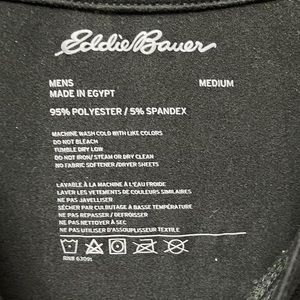 Eddie Bauer
MENS MEDIUM
MADE IN EGYPT
95% POLYESTER / 5% SPANDEX
MACHINE WASH COLD WITH LIKE COLORS
DO NOT BLEACH
TUMBLE DRY LOW
DO NOT IRON/ STEAM OR DRY CLEAN
NO FABRIC SOFTENER /DRYER SHEETS
LAVABLE À LA MACHINE À L'EAU FROIDE
LAVER LES VETEMENTS DE COULEURS SIMILAIRES
NE PAS JAVELLISER
SÉCHER PAR CULBUTAGE À BASSE TEMPÉRATURE
NE PAS REPASSER / DEFROISSER
NE PAS NETTOYER A SEC
NE PAS UTILISER D'ASSOUPLISSEUR TEXTILE
RN# 63091